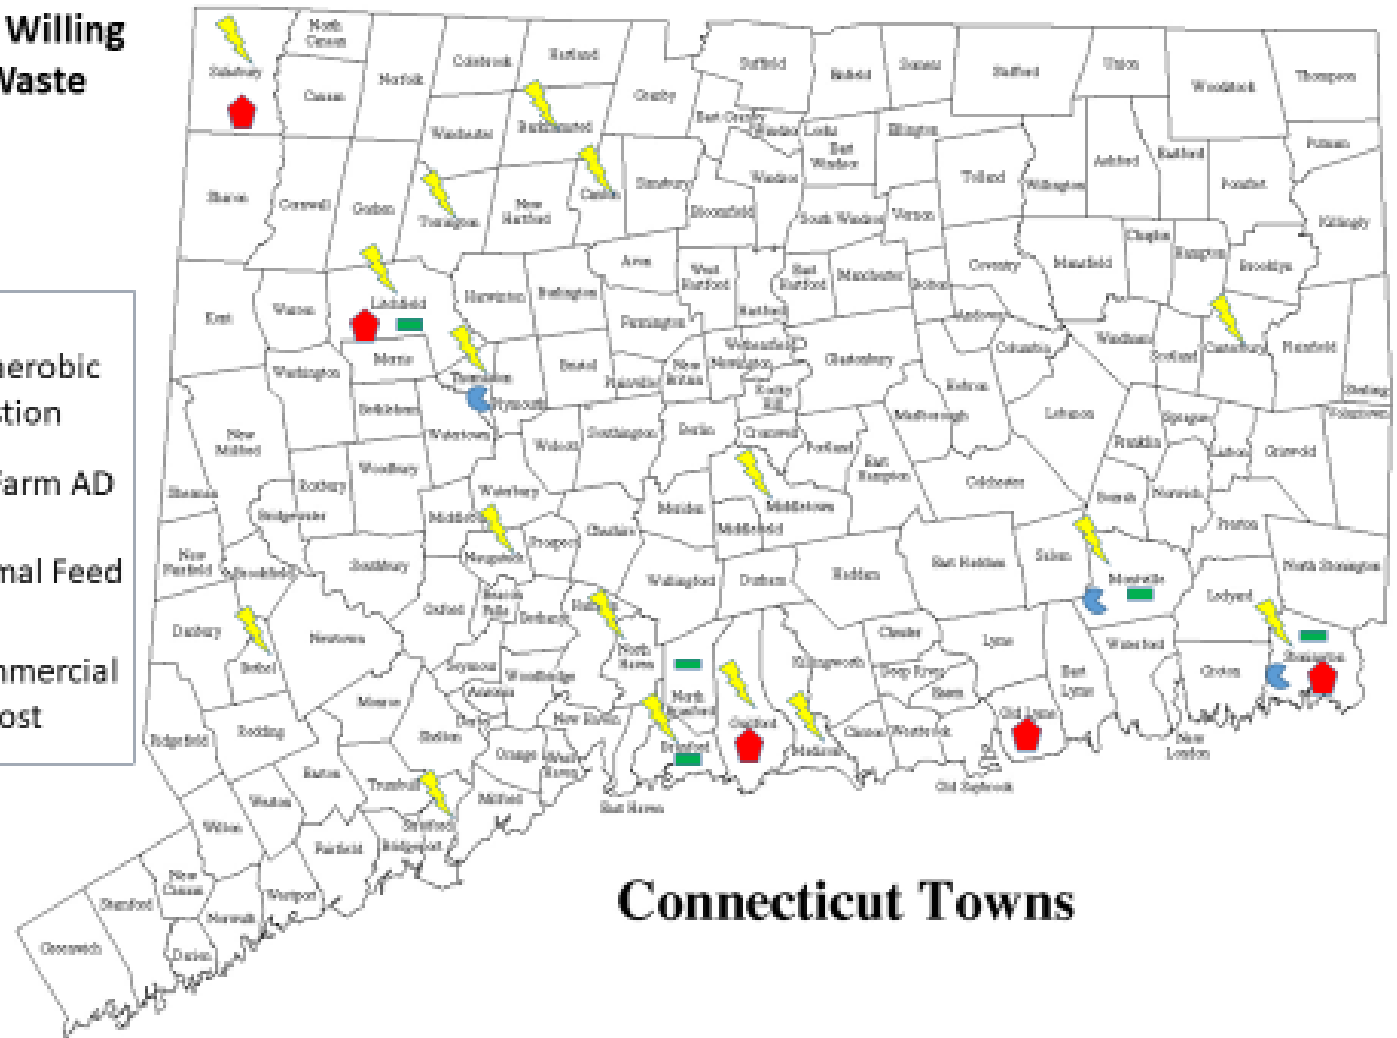 Willing
Waste
aerobic
stion
Farm AD
mal Feed
mmercial
ost
North
Canaan
Salisbury
Canaan
Norfolk
Colebrook
Hartland
Granby
Suffield
Enfield
Somers
Stafford
Union
Woodstock
Thompson
Winchester
Barkhamsted
East Granby
Windsor Locks
East
Windsor
Ellington
Ashford
Eastford
Putnam
Pomfret
Killingly
Sharon
Cornwall
Goshen
Torrington
New
Hartford
Canton
Simsbury
Bloomfield
Windsor
South Windsor
Vernon
Tolland
Willington
Mansfield
Chaplin
Hampton
Brooklyn
Kent
Warren
Litchfield
Harwinton
Burlington
Avon
West
Hartford
Hartford
East
Hartford
Manchester
Bolton
Coventry
Andover
Columbia
Windham
Scotland
Canterbury
Plainfield
Sterling
Voluntown
Washington
Morris
Bethlehem
Thomaston
Plymouth
Bristol
Farmington
Plainville
New
Britain
Newington
Wethersfield
Rocky
Hill
Glastonbury
Hebron
Marlborough
Lebanon
Franklin
Sprague
Lisbon
Griswold
New
Milford
Sherman
Roxbury
Woodbury
Watertown
Wolcott
Southington
Berlin
Cromwell
Portland
East
Hampton
Colchester
Bozrah
Norwich
Preston
Bridgewater
Middlebury
Waterbury
Cheshire
Meriden
Middlefield
Middletown
New
Fairfield
Brookfield
Southbury
Naugatuck
Prospect
Wallingford
Durham
Haddam
East Haddam
Salem
Montville
Ledyard
North Stonington
Danbury
Bethel
Newtown
Oxford
Beacon
Falls
Bethany
Hamden
North
Haven
North
Branford
Killingworth
Chester
Deep River
Essex
Lyme
East
Lyme
Waterford
Groton
Stonington
Seymour
Woodbridge
Ansonia
Derby
New Haven
Branford
Guilford
Madison
Clinton
Westbrook
Old Lyme
New
London
Ridgefield
Redding
Monroe
Shelton
Orange
West
Haven
East Haven
Old Saybrook
Easton
Trumbull
Milford
Stratford
Bridgeport
Fairfield
Weston
Wilton
Westport
New
Canaan
Norwalk
Stamford
Darien
Greenwich
Connecticut Towns